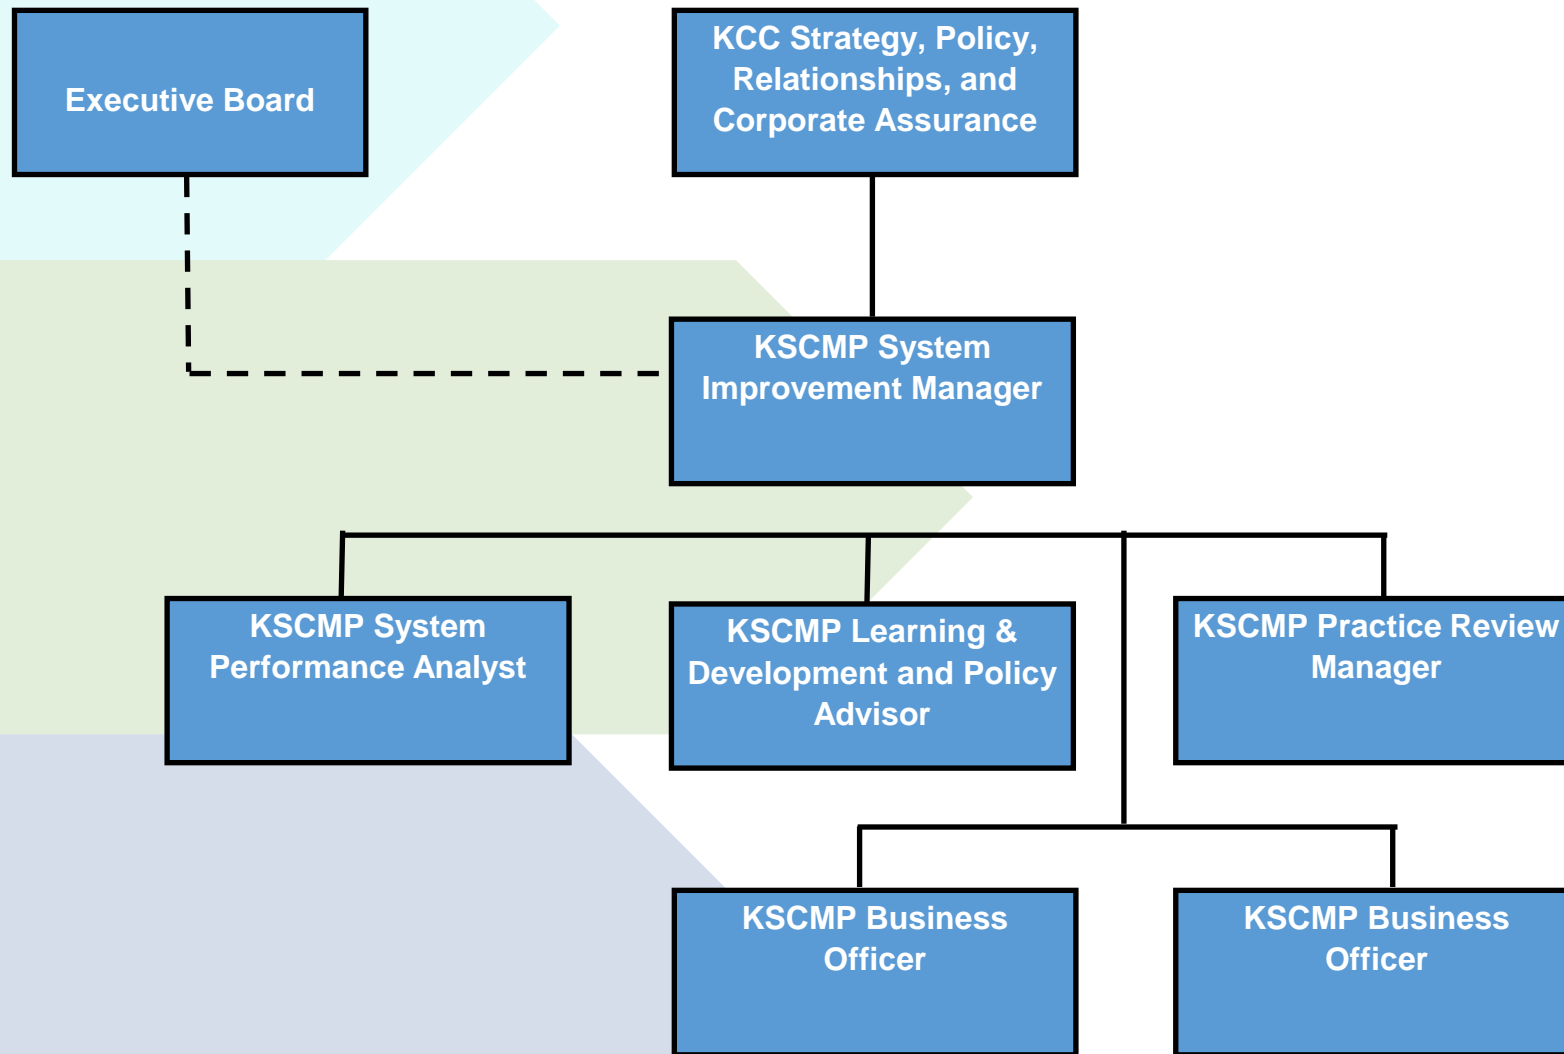 Executive Board
KCC Strategy, Policy,
Relationships, and
Corporate Assurance
KSCMP System
Improvement Manager
KSCMP System
Performance Analyst
KSCMP Learning &
Development and Policy
Advisor
KSCMP Practice Review
Manager
KSCMP Business
Officer
KSCMP Business
Officer